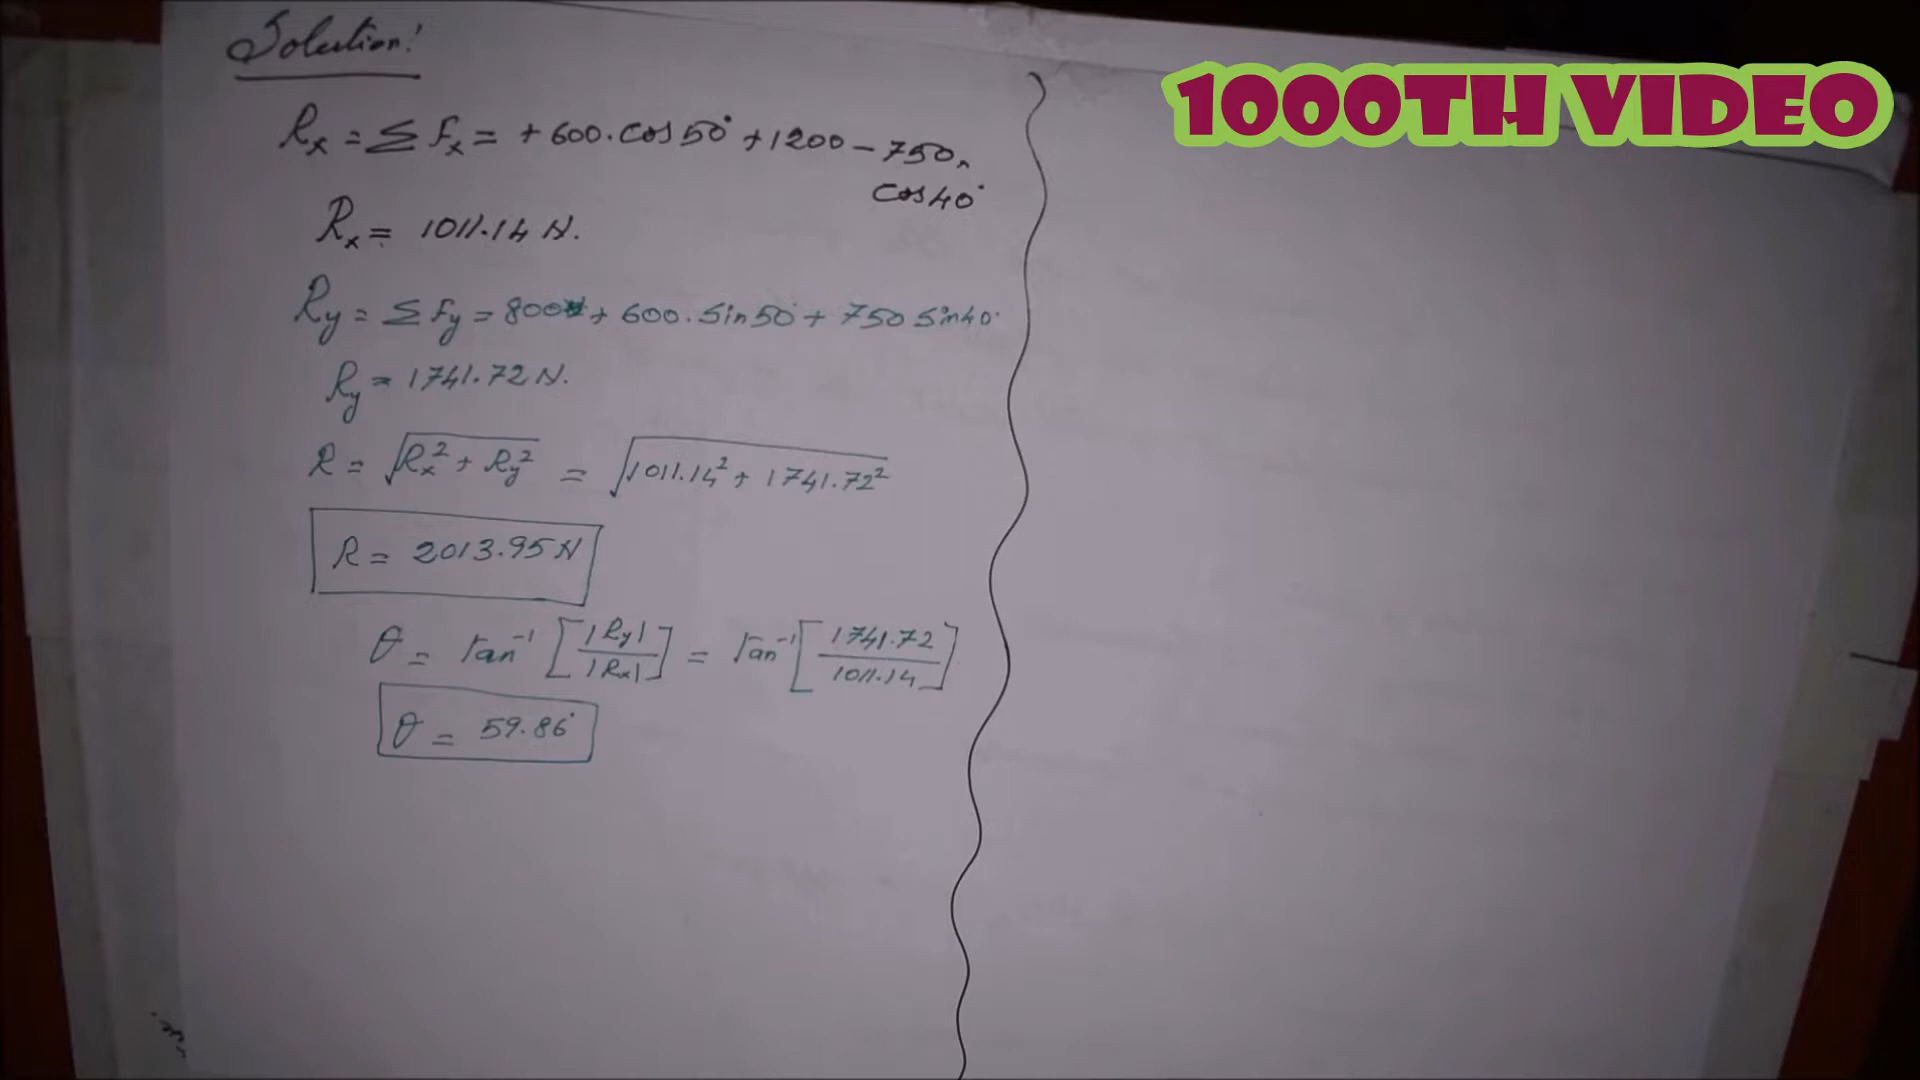 Solution!
Rx = Σ Fx = + 600.cos50° + 1200 - 750.
cos40°
Rx = 1011.14 N.
Ry = Σ Fy = 800 + 600.Sin50 + 750 Sin40.
Ry = 1741.72 N.
R = √Rx² + Ry² = √1011.14² + 1741.72²
R = 2013.95 N
θ = Tan⁻¹ [|Ry| / |Rx|] = Tan⁻¹ [1741.72 / 1011.14]
θ = 59.86°
1000TH VIDEO